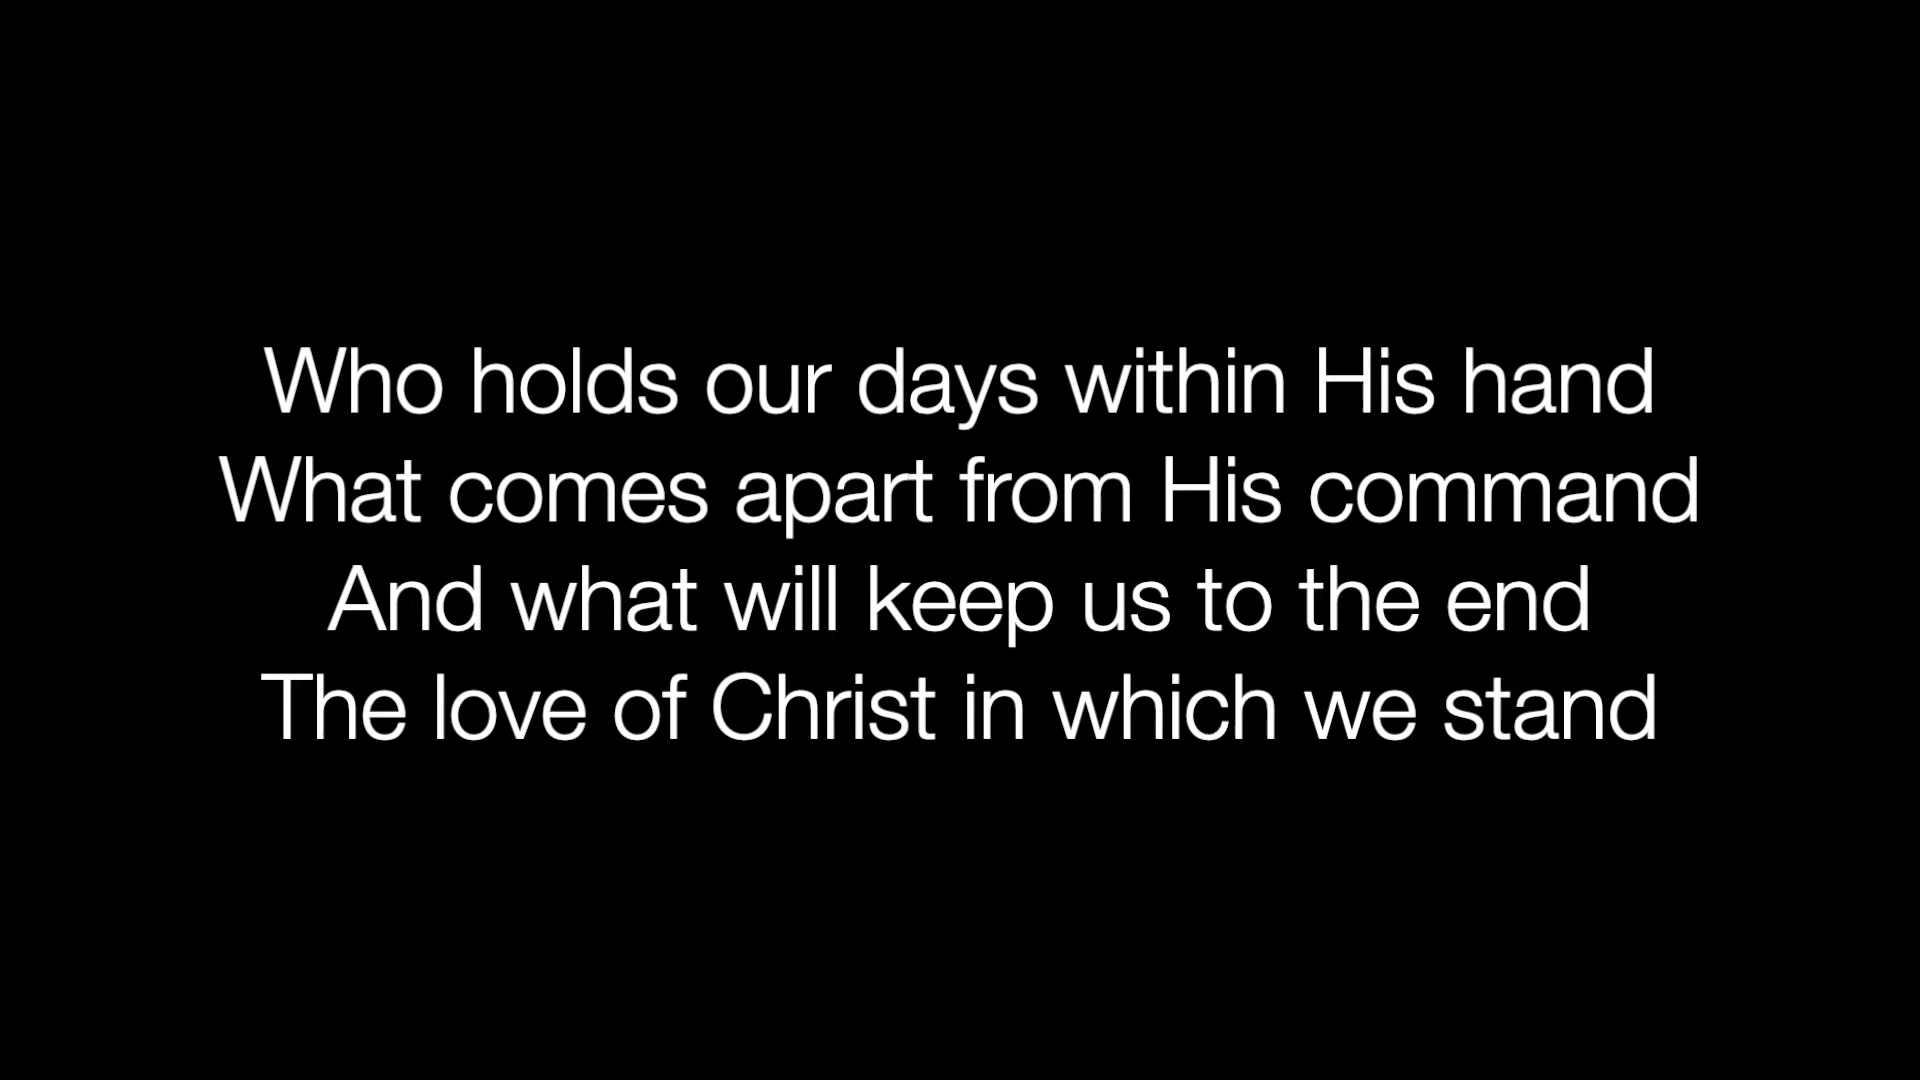 Who holds our days within His hand
What comes apart from His command
And what will keep us to the end
The love of Christ in which we stand